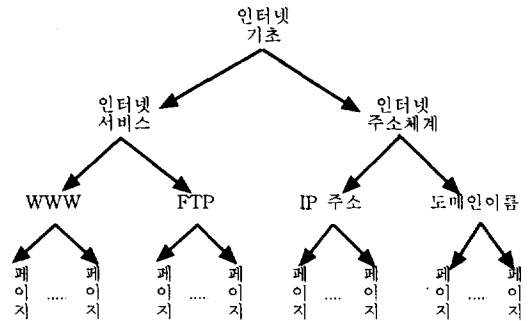 인터넷
기초
인터넷
서비스
인터넷
주소체계
WWW
FTP
IP 주소
도메인이름
페이지
.....
페이지
페이지
.....
페이지
페이지
.....
페이지
페이지
.....
페이지